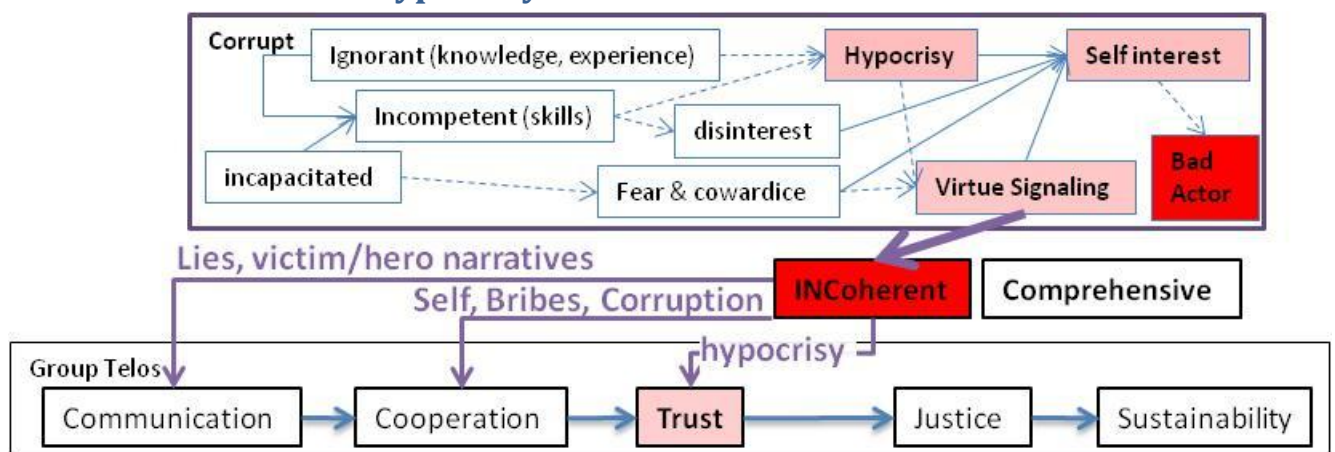 Corrupt
Ignorant (knowledge, experience)
Hypocrisy
Self interest
Incompetent (skills)
disinterest
incapacitated
Fear & cowardice
Virtue Signaling
Bad
Actor
Lies, victim/hero narratives
INCoherent
Comprehensive
Self, Bribes, Corruption
hypocrisy
Group Telos
Communication
Cooperation
Trust
Justice
Sustainability